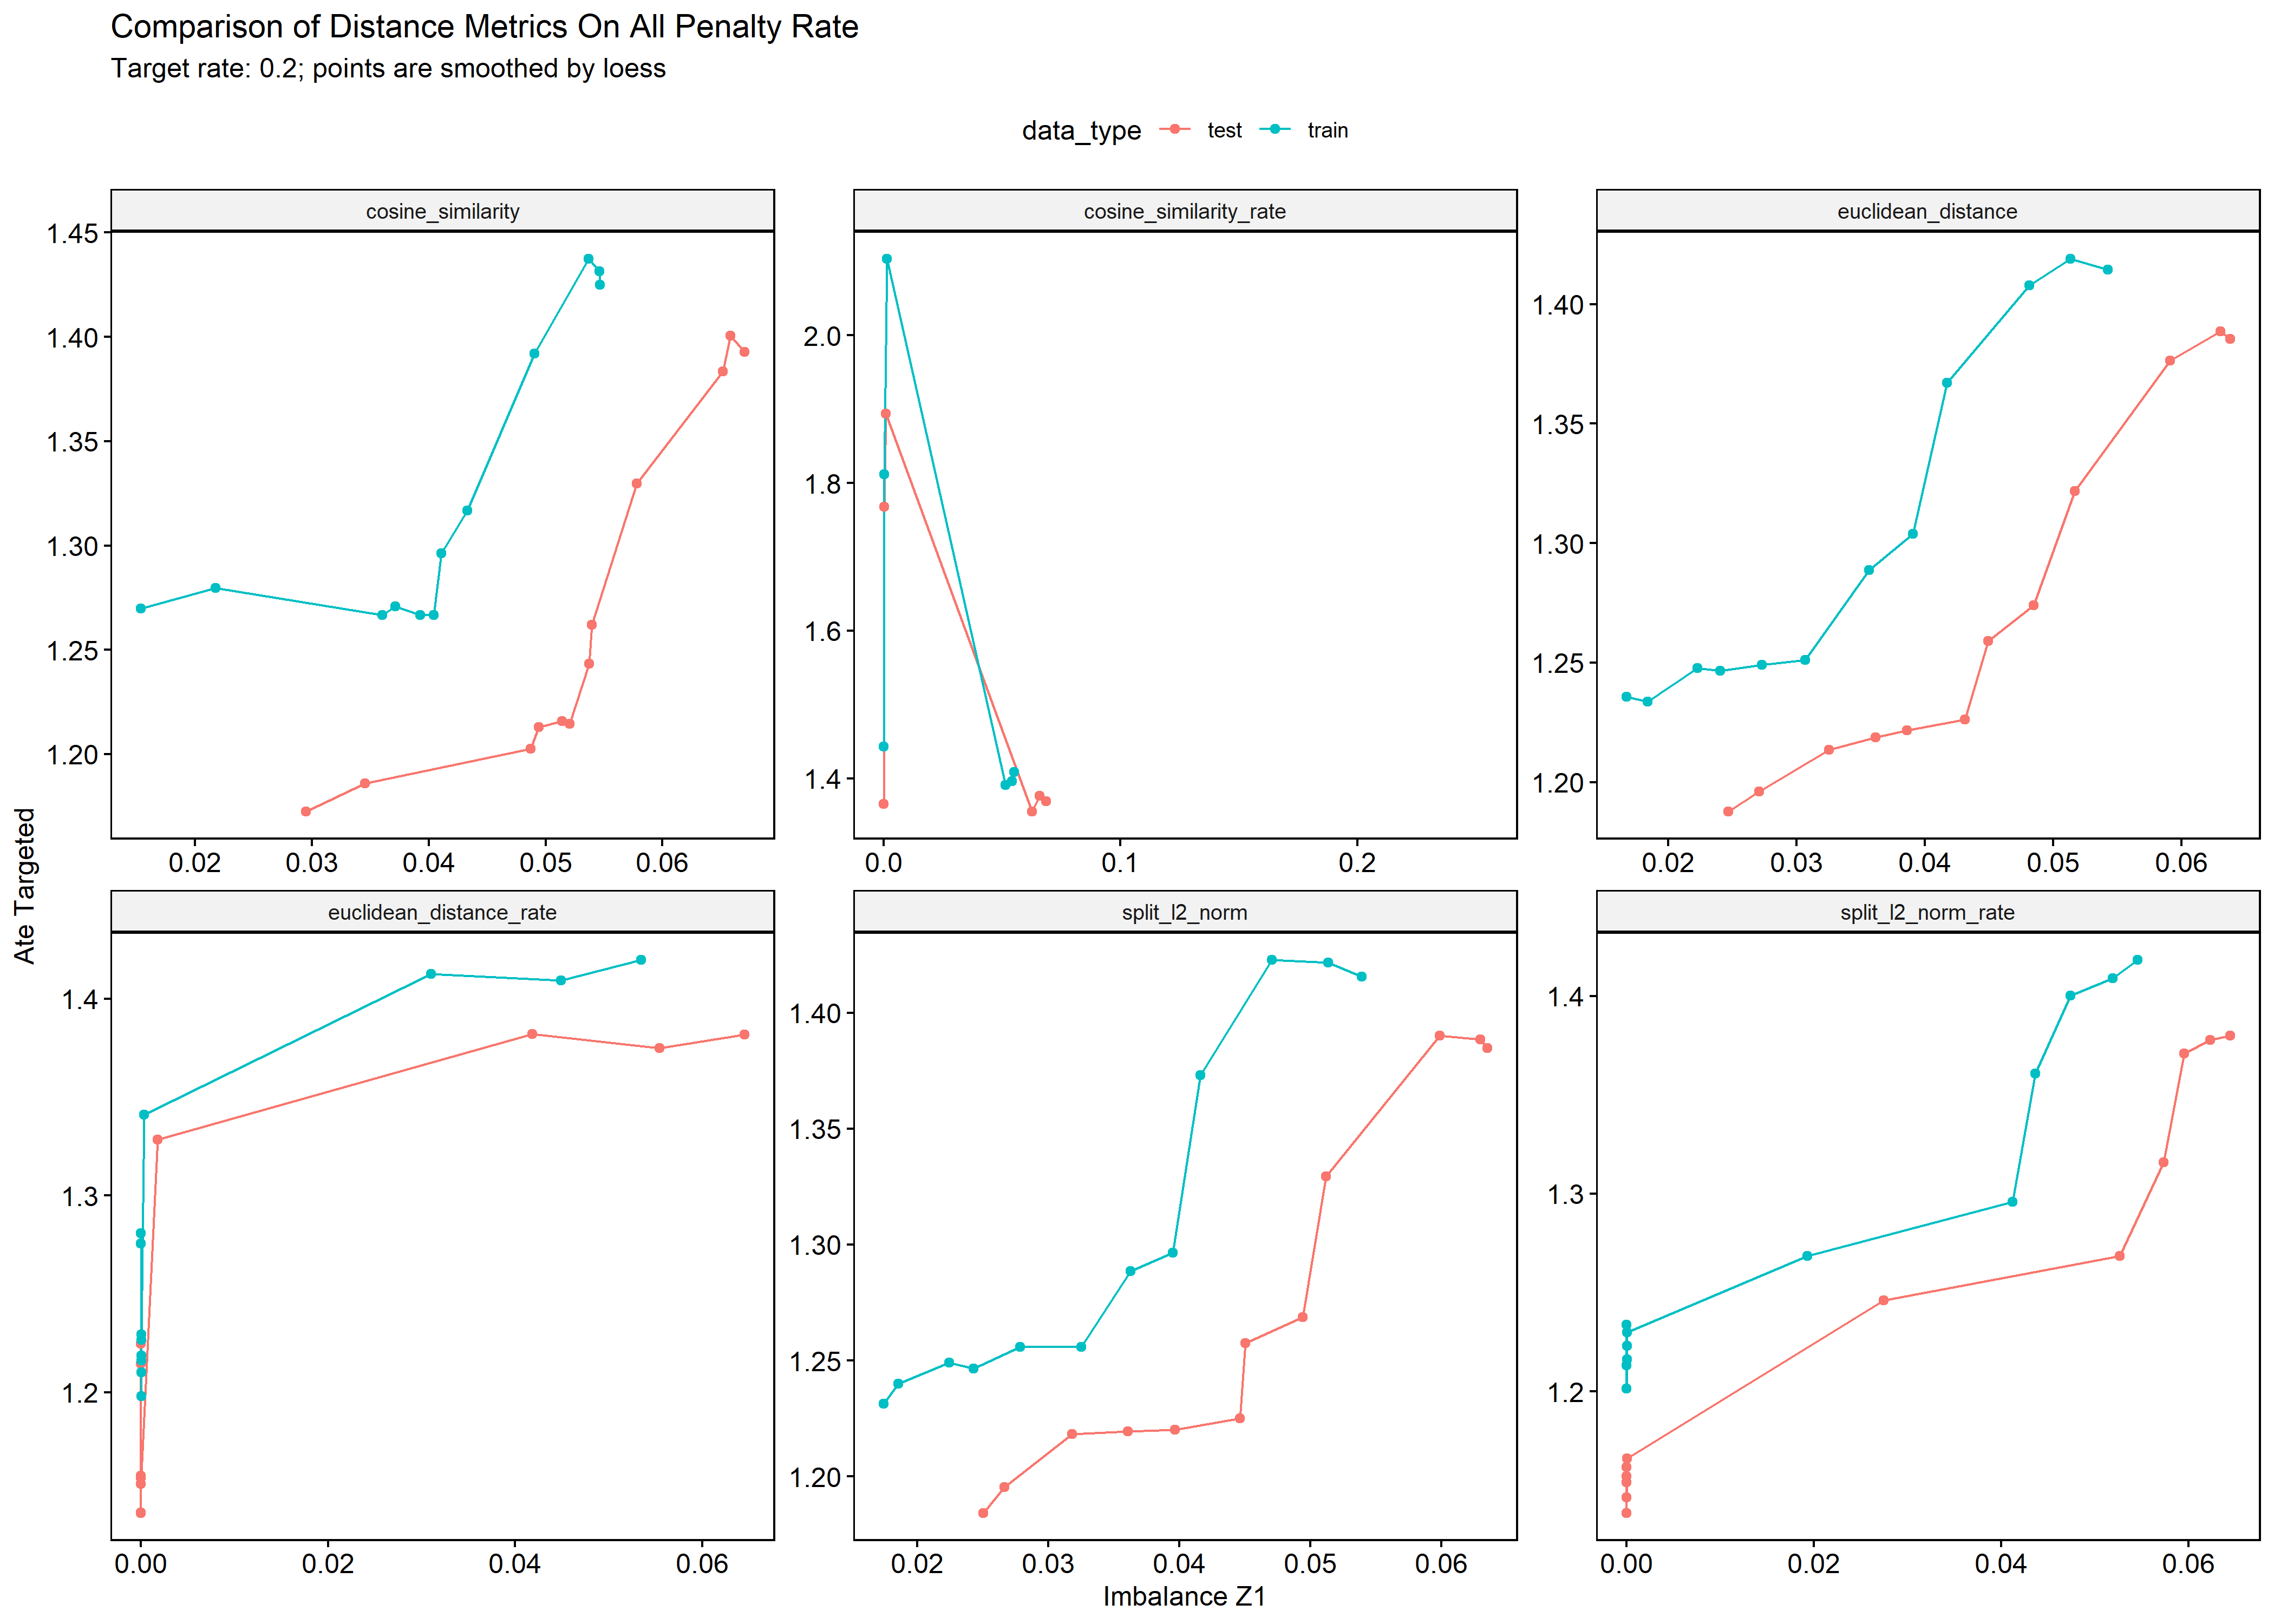 Comparison of Distance Metrics On All Penalty Rate
Target rate: 0.2; points are smoothed by loess
data_type test train
cosine_similarity
1.45
1.40
1.35
1.30
1.25
1.20
0.02 0.03 0.04 0.05 0.06
cosine_similarity_rate
2.0
1.8
1.6
1.4
0.0 0.1 0.2
euclidean_distance
1.40
1.35
1.30
1.25
1.20
0.02 0.03 0.04 0.05 0.06
Ate Targeted
euclidean_distance_rate
1.4
1.3
1.2
0.00 0.02 0.04 0.06
split_l2_norm
1.40
1.35
1.30
1.25
1.20
0.02 0.03 0.04 0.05 0.06
split_l2_norm_rate
1.4
1.3
1.2
0.00 0.02 0.04 0.06
Imbalance Z1